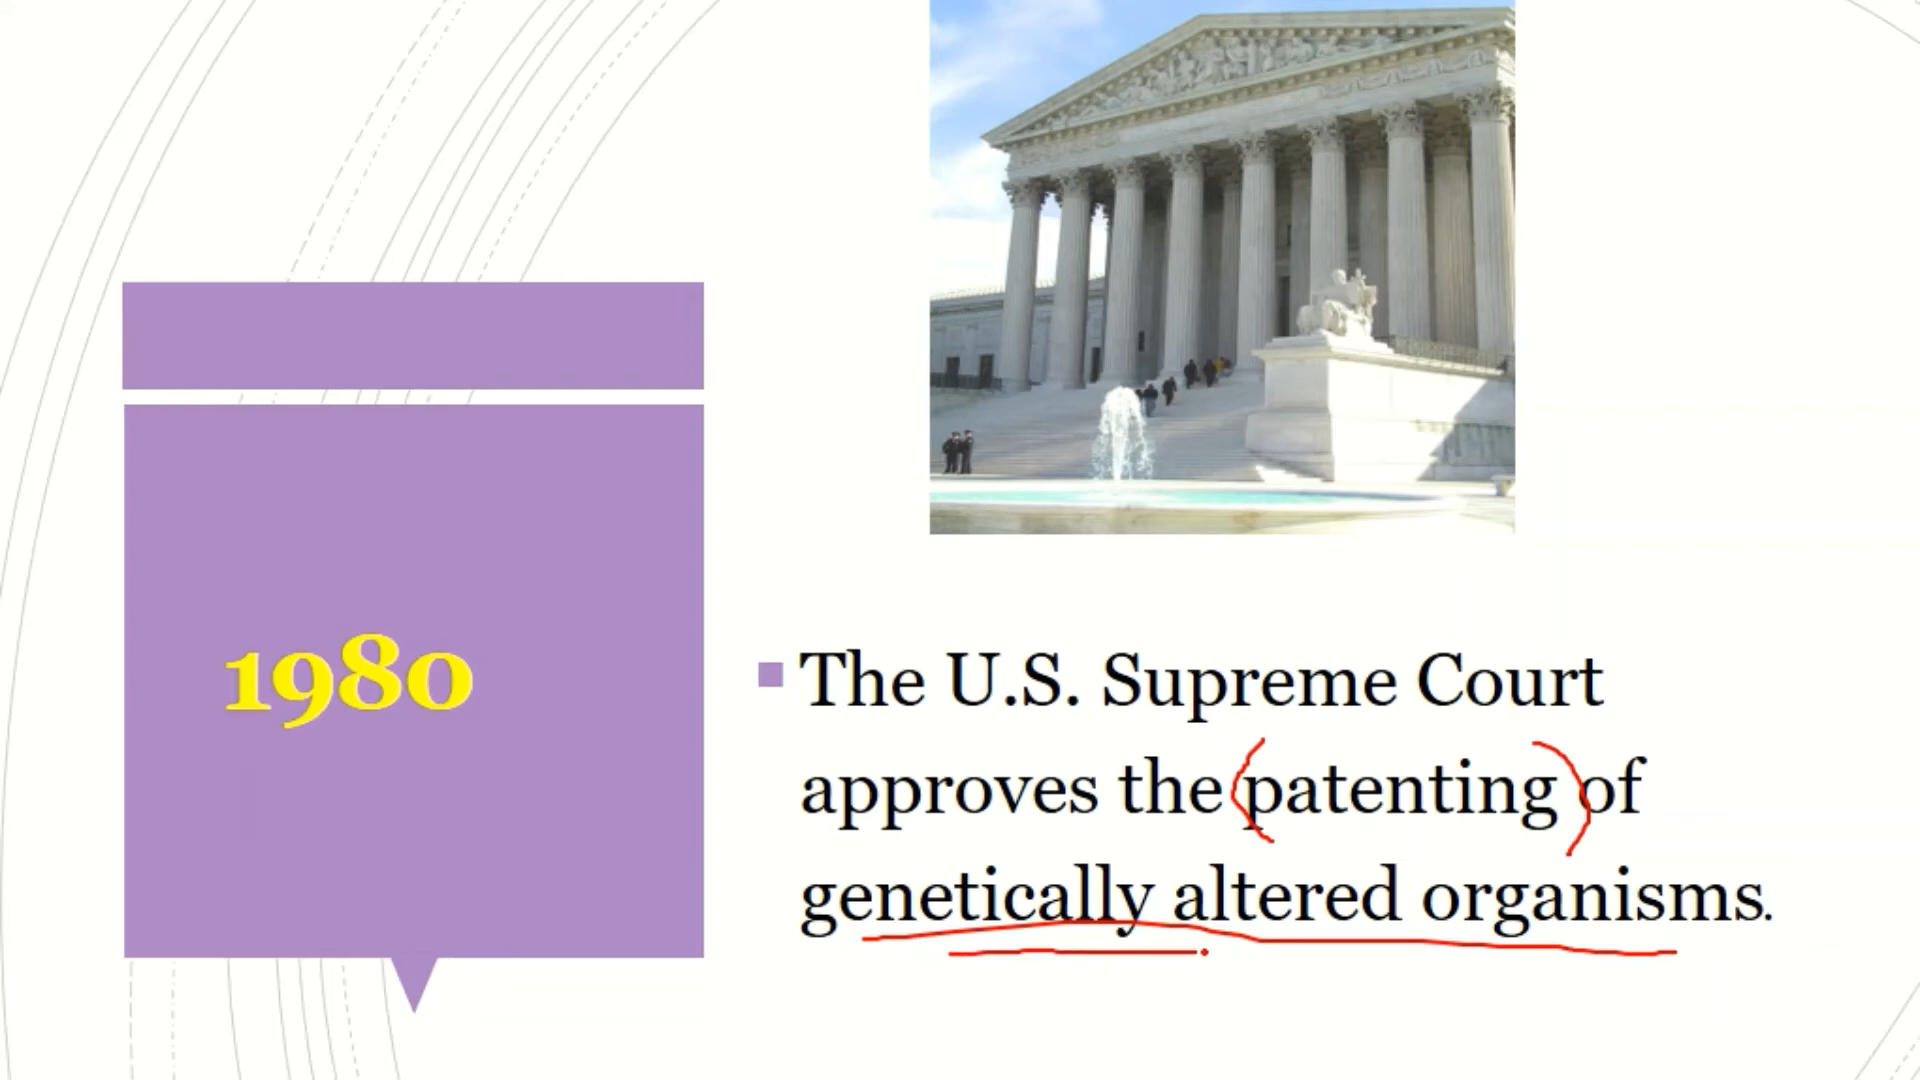 1980
The U.S. Supreme Court
approves the patenting of
genetically altered organisms.